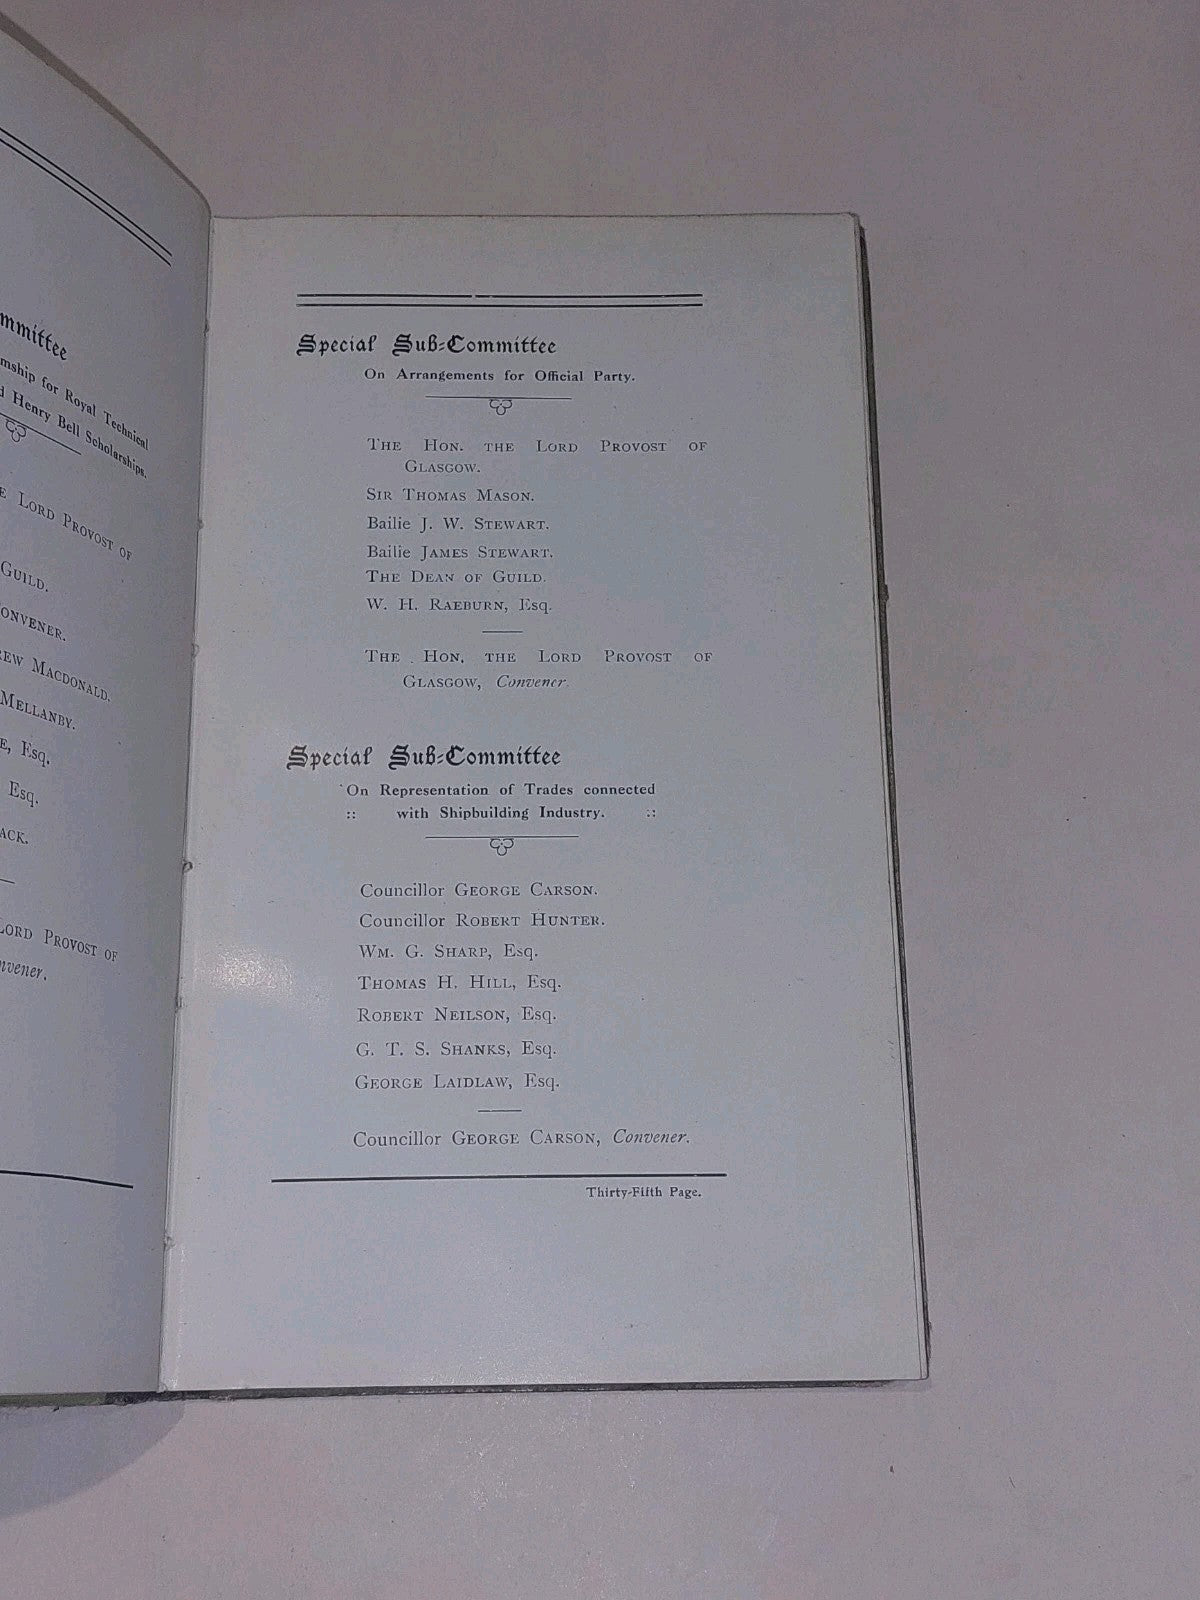 mmittee
mship for Royal Technical
d Henry Bell Scholarships.
E LORD PROVOST OF
GUILD.
ONVENER.
REW MACDONALD.
MELLANBY.
E, Esq.
Esq.
ACK.
LORD PROVOST OF
nvener.
Special Sub-Committee
On Arrangements for Official Party.
THE HON. THE LORD PROVOST OF
GLASGOW.
SIR THOMAS MASON.
Bailie J. W. STEWART.
Bailie JAMES STEWART.
THE DEAN OF GUILD.
W. H. RAEBURN, Esq.
THE HON. THE LORD PROVOST OF
GLASGOW, Convener.
Special Sub-Committee
On Representation of Trades connected
:: with Shipbuilding Industry. ::
Councillor GEORGE CARSON.
Councillor ROBERT HUNTER.
WM. G. SHARP, Esq.
THOMAS H. HILL, Esq.
ROBERT NEILSON, Esq.
G. T. S. SHANKS, Esq.
GEORGE LAIDLAW, Esq.
Councillor GEORGE CARSON, Convener.
Thirty-Fifth Page.